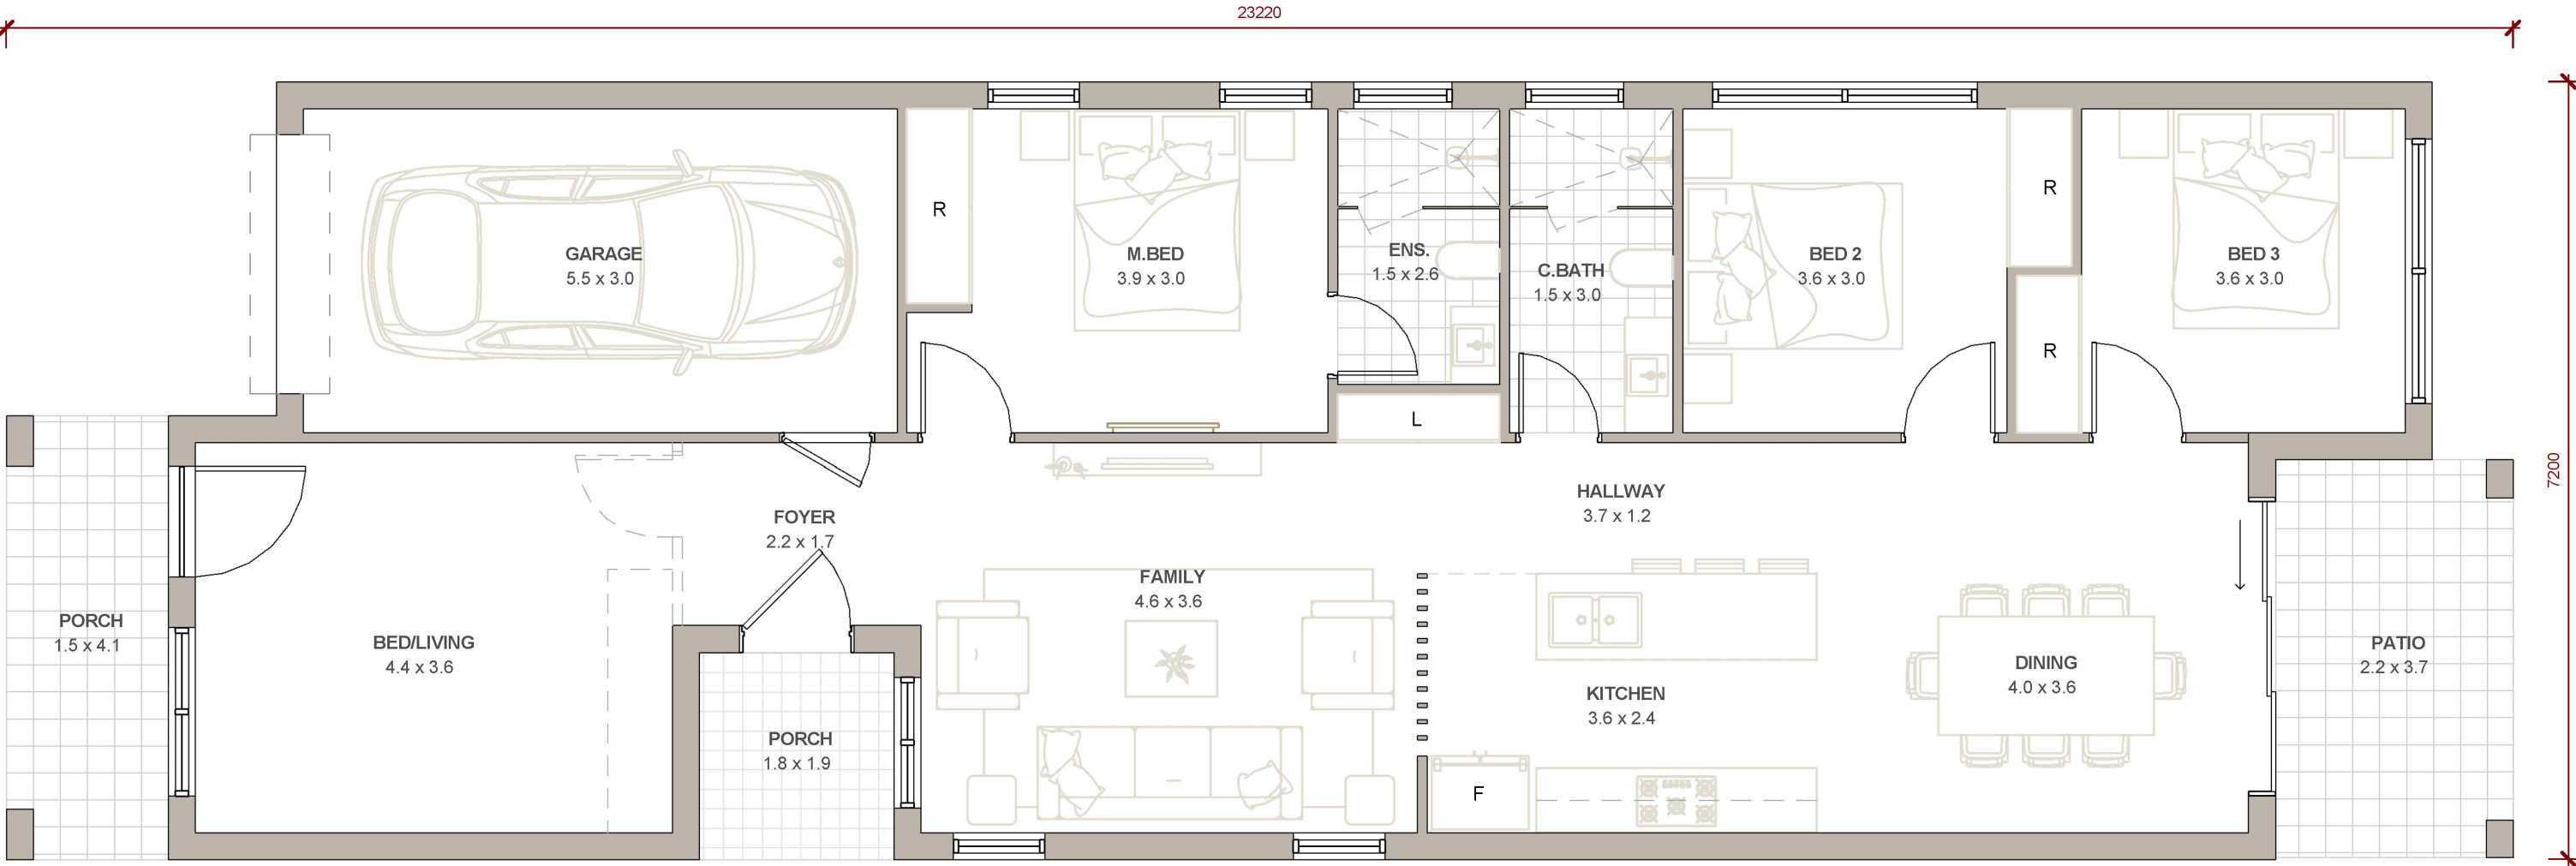 23220
GARAGE
5.5 x 3.0
R
M.BED
3.9 x 3.0
ENS.
1.5 x 2.6
C.BATH
1.5 x 3.0
BED 2
3.6 x 3.0
R
BED 3
3.6 x 3.0
R
L
7200
HALLWAY
3.7 x 1.2
FOYER
2.2 x 1.7
FAMILY
4.6 x 3.6
PORCH
1.5 x 4.1
BED/LIVING
4.4 x 3.6
PATIO
2.2 x 3.7
DINING
4.0 x 3.6
KITCHEN
3.6 x 2.4
PORCH
1.8 x 1.9
F